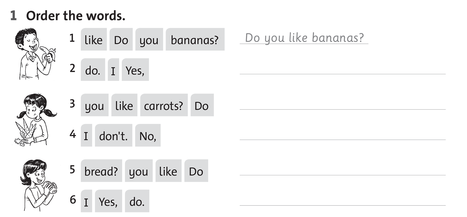 1 Order the words.
1 like Do you bananas? Do you like bananas?
2 do. I Yes,
3 you like carrots? Do
4 I don't. No,
5 bread? you like Do
6 I Yes, do.